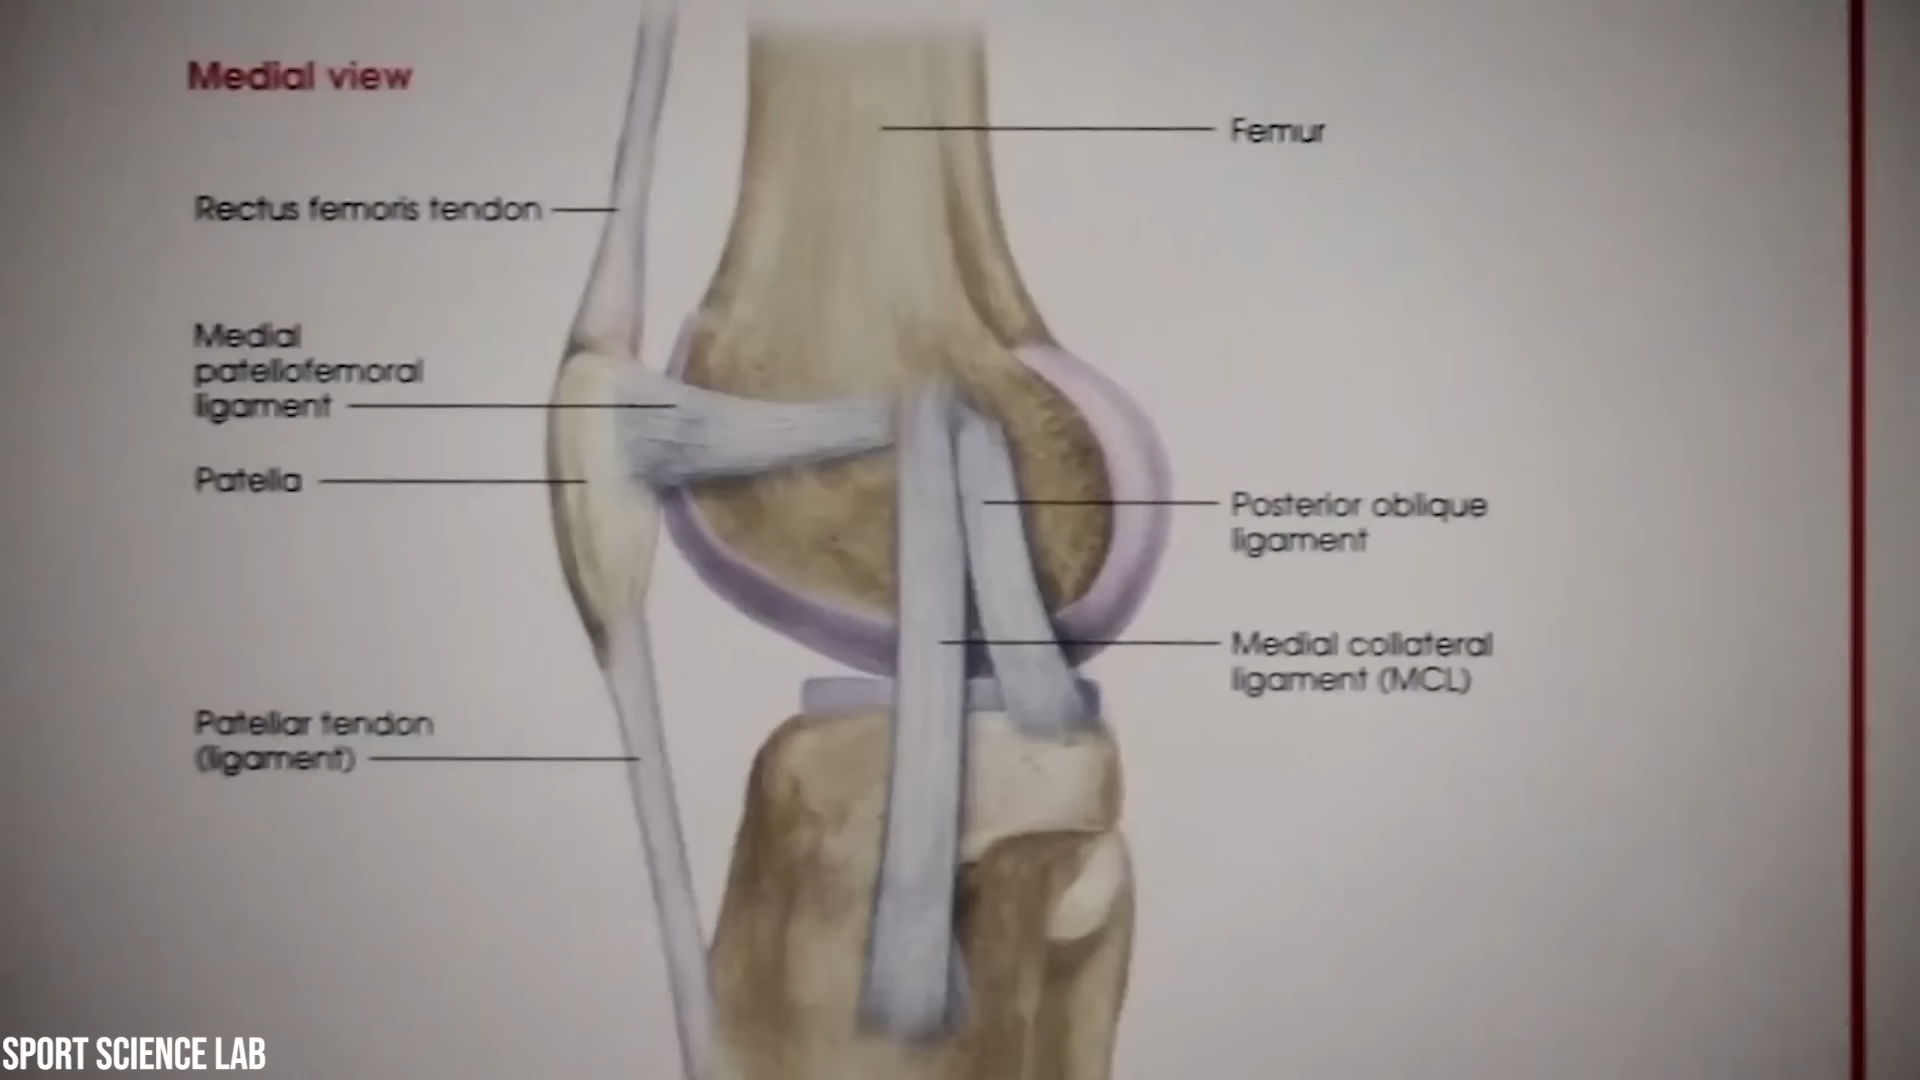 Medial view
Femur
Rectus femoris tendon
Medial
patellofemoral
ligament
Patella
Posterior oblique
ligament
Medial collateral
ligament (MCL)
Patellar tendon
(ligament)
SPORT SCIENCE LAB